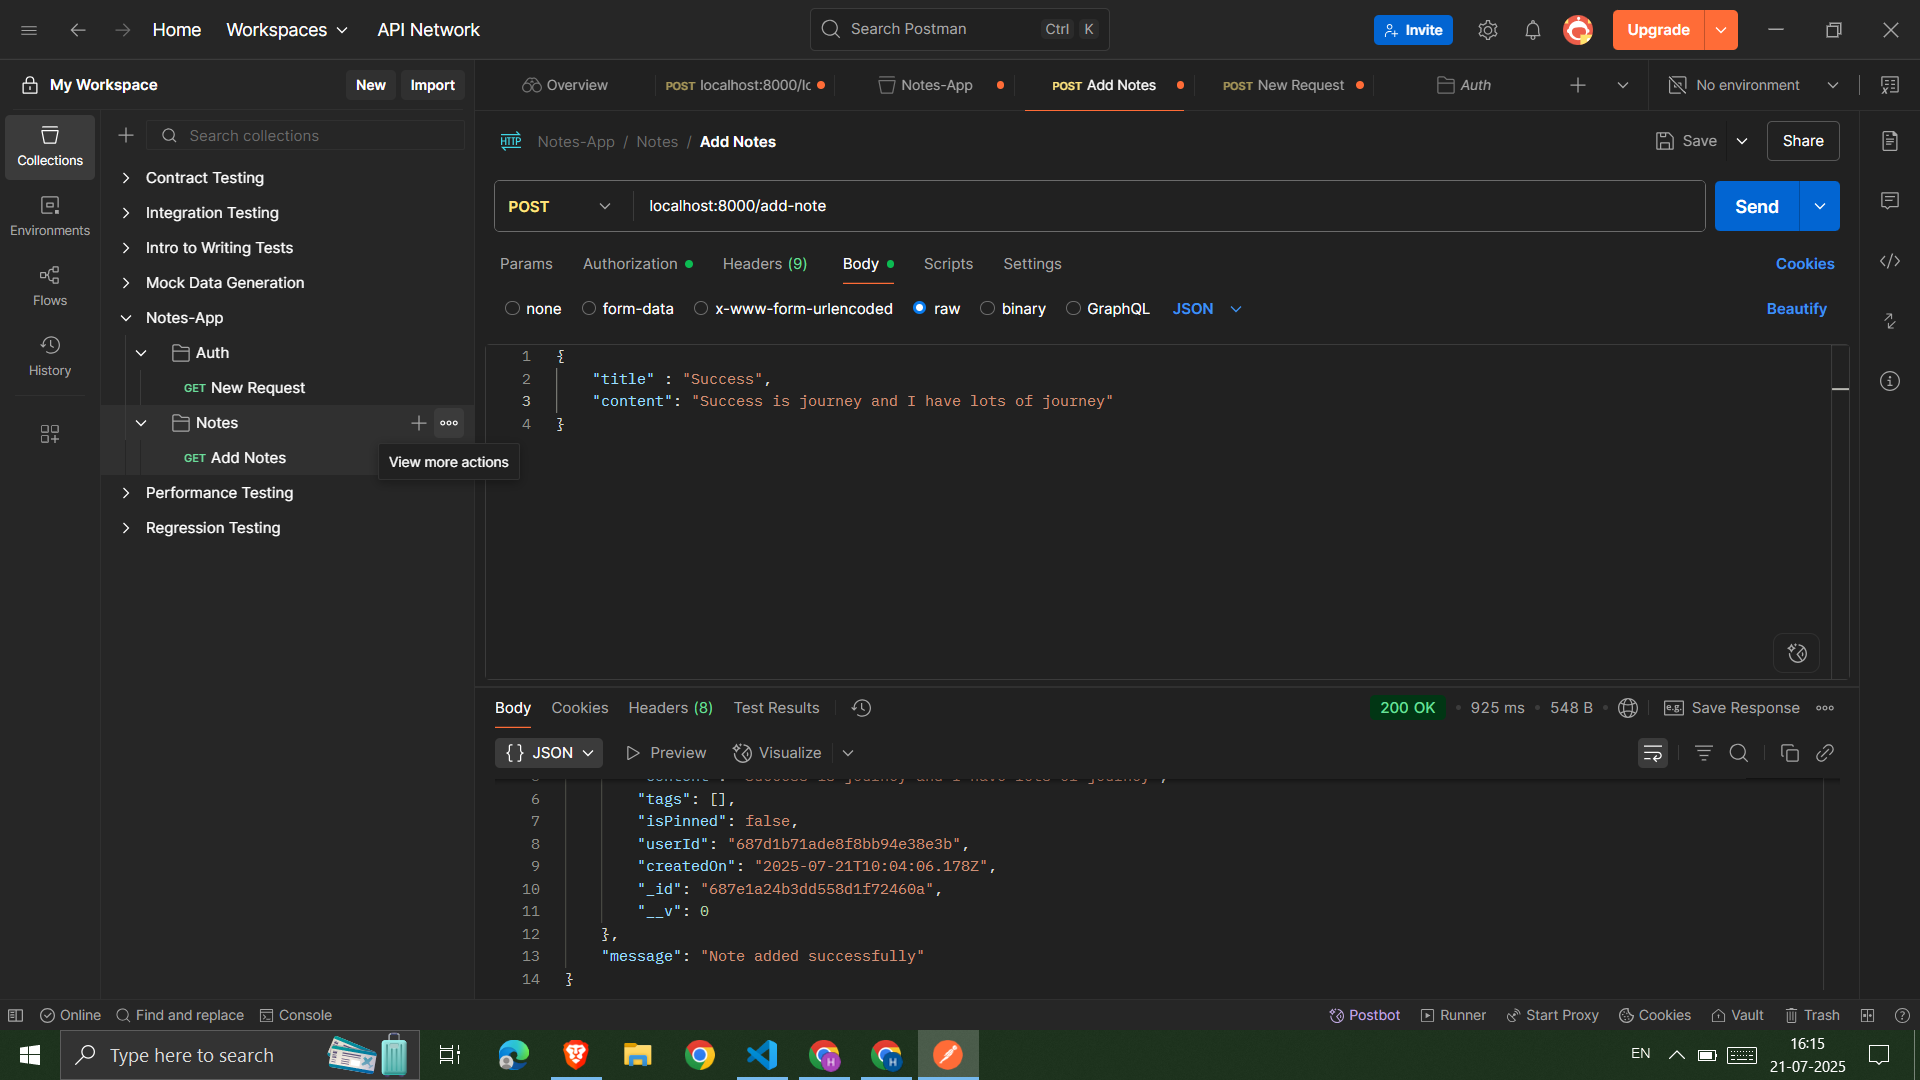 Home Workspaces API Network Search Postman Ctrl K Invite Upgrade
My Workspace New Import Overview POST localhost:8000/lo Notes-App POST Add Notes POST New Request Auth No environment
Collections
Environments
Flows
History
Search collections
Contract Testing
Integration Testing
Intro to Writing Tests
Mock Data Generation
Notes-App
Auth
GET New Request
Notes
GET Add Notes
View more actions
Performance Testing
Regression Testing
HTTP Notes-App / Notes / Add Notes Save Share
POST localhost:8000/add-note Send
Params Authorization Headers (9) Body Scripts Settings Cookies
none form-data x-www-form-urlencoded raw binary GraphQL JSON Beautify
1 {
2 "title" : "Success",
3 "content": "Success is journey and I have lots of journey"
4 }
Body Cookies Headers (8) Test Results 200 OK • 925 ms • 548 B • e.g. Save Response
{} JSON Preview Visualize
6 "tags": [],
7 "isPinned": false,
8 "userId": "687d1b71ade8f8bb94e38e3b",
9 "createdOn": "2025-07-21T10:04:06.178Z",
10 "_id": "687e1a24b3dd558d1f72460a",
11 "__v": 0
12 },
13 "message": "Note added successfully"
14 }
Online Find and replace Console Postbot Runner Start Proxy Cookies Vault Trash
Type here to search H H EN 16:15
21-07-2025